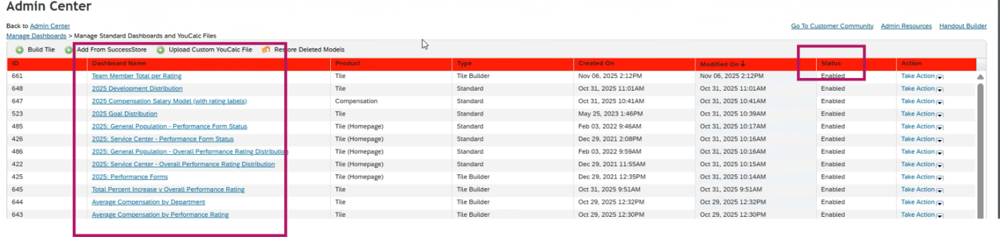 Admin Center
Back to Admin Center
Go To Customer Community Admin Resources Handout Builder
Manage Dashboards > Manage Standard Dashboards and YouCalc Files
Build Tile Add From SuccessStore Upload Custom YouCalc File Restore Deleted Models
ID Dashboard Name Product Type Created On Modified On Status Action
661 Team Member Total per Rating Tile Tile Builder Nov 06, 2025 2:12PM Nov 06, 2025 2:12PM Enabled Take Action
648 2025 Development Distribution Tile Standard Oct 31, 2025 11:01AM Oct 31, 2025 11:01AM Enabled Take Action
647 2025 Compensation Salary Model (with rating labels) Compensation Standard Oct 31, 2025 10:41AM Oct 31, 2025 10:41AM Enabled Take Action
523 2025 Goal Distribution Tile Standard May 25, 2023 1:46PM Oct 31, 2025 10:39AM Enabled Take Action
485 2025: General Population - Performance Form Status Tile (Homepage) Standard Feb 03, 2022 9:46AM Oct 31, 2025 10:17AM Enabled Take Action
426 2025: Service Center - Performance Form Status Tile (Homepage) Standard Dec 29, 2021 2:08PM Oct 31, 2025 10:16AM Enabled Take Action
486 2025: General Population - Overall Performance Rating Distribution Tile (Homepage) Standard Feb 03, 2022 9:59AM Oct 31, 2025 10:16AM Enabled Take Action
422 2025: Service Center - Overall Performance Rating Distribution Tile (Homepage) Standard Dec 29, 2021 11:55AM Oct 31, 2025 10:15AM Enabled Take Action
425 2025: Performance Forms Tile (Homepage) Tile Builder Dec 29, 2021 12:35PM Oct 31, 2025 10:14AM Enabled Take Action
645 Total Percent Increase v Overall Performance Rating Tile Tile Builder Oct 31, 2025 9:51AM Oct 31, 2025 9:51AM Enabled Take Action
644 Average Compensation by Department Tile Tile Builder Oct 29, 2025 12:32PM Oct 29, 2025 12:32PM Enabled Take Action
643 Average Compensation by Performance Rating Tile Tile Builder Oct 29, 2025 12:30PM Oct 29, 2025 12:30PM Enabled Take Action